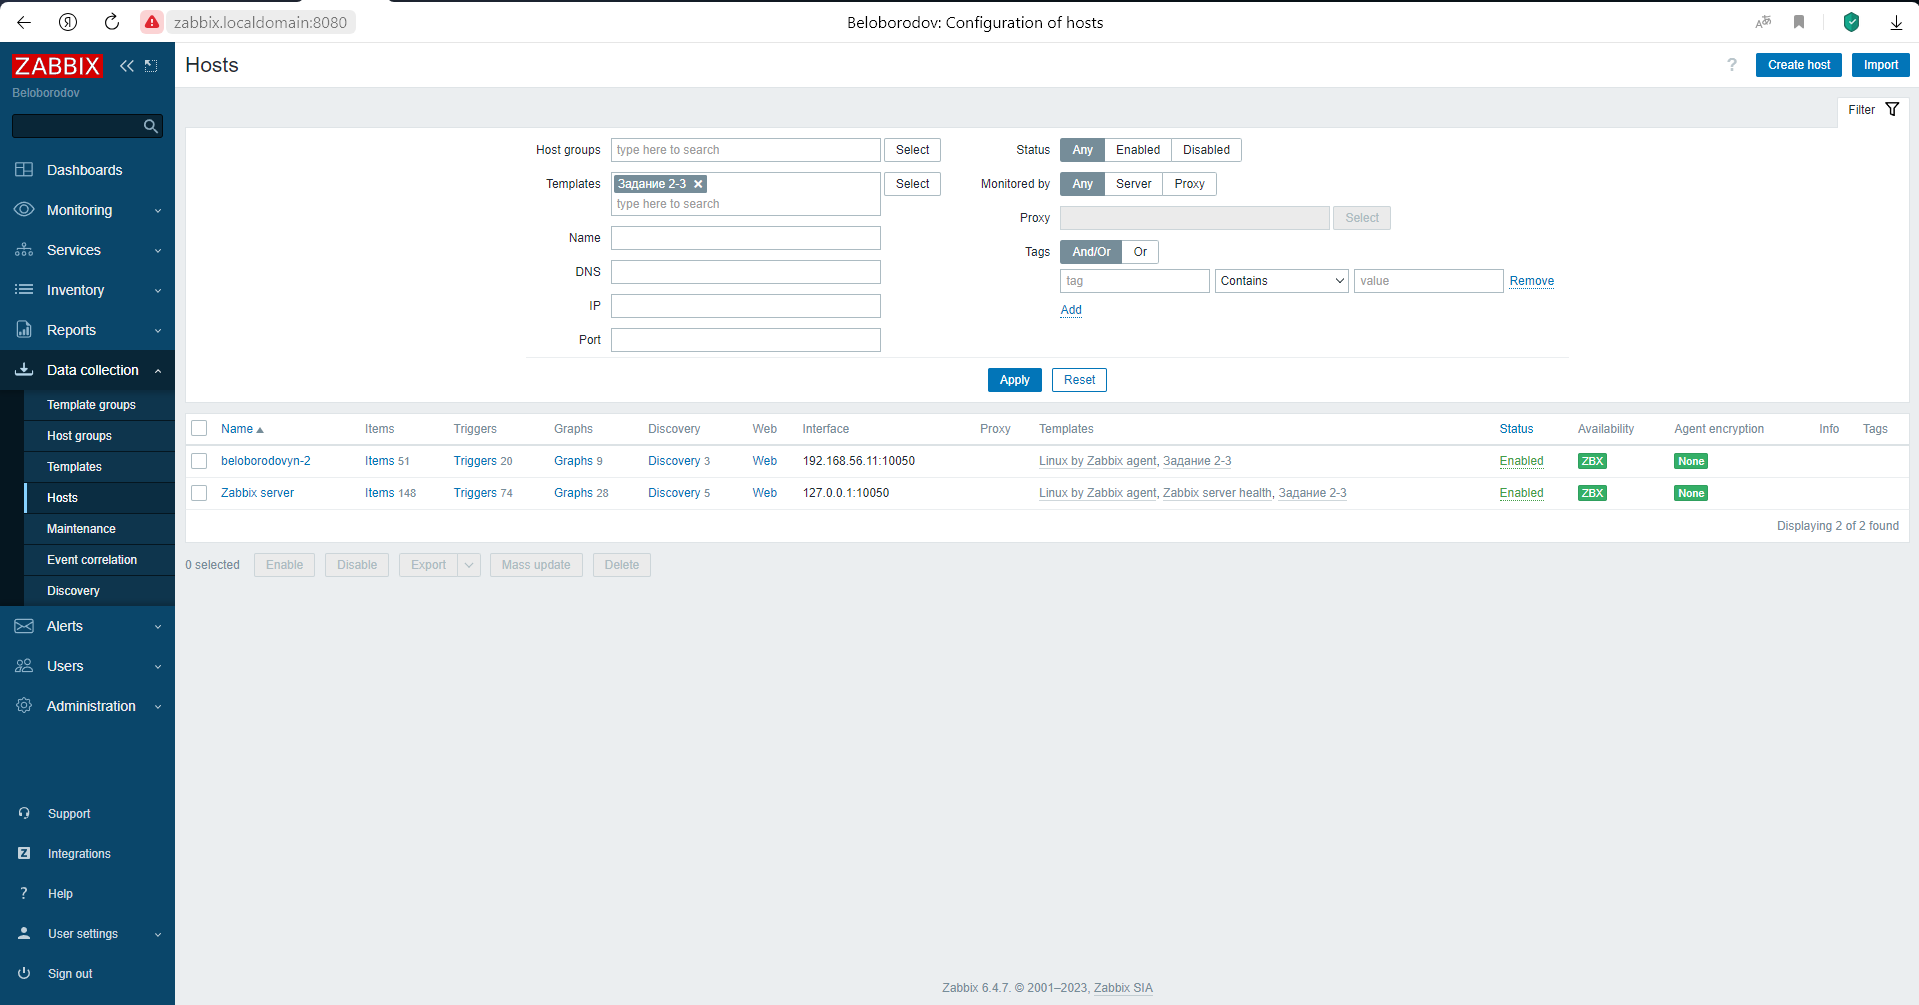 zabbix.localdomain:8080
Beloborodov: Configuration of hosts
ZABBIX
Beloborodov
Dashboards
Monitoring
Services
Inventory
Reports
Data collection
Template groups
Host groups
Templates
Hosts
Maintenance
Event correlation
Discovery
Alerts
Users
Administration
Support
Integrations
Help
User settings
Sign out
Hosts
? Create host Import
Filter
Host groups type here to search Select
Templates Задание 2-3 Select
type here to search
Name
DNS
IP
Port
Status Any Enabled Disabled
Monitored by Any Server Proxy
Proxy Select
Tags And/Or Or
tag Contains value Remove
Add
Apply Reset
Name Items Triggers Graphs Discovery Web Interface Proxy Templates Status Availability Agent encryption Info Tags
beloborodovyn-2 Items 51 Triggers 20 Graphs 9 Discovery 3 Web 192.168.56.11:10050 Linux by Zabbix agent, Задание 2-3 Enabled ZBX None
Zabbix server Items 148 Triggers 74 Graphs 28 Discovery 5 Web 127.0.0.1:10050 Linux by Zabbix agent, Zabbix server health, Задание 2-3 Enabled ZBX None
Displaying 2 of 2 found
0 selected Enable Disable Export Mass update Delete
Zabbix 6.4.7. © 2001–2023, Zabbix SIA